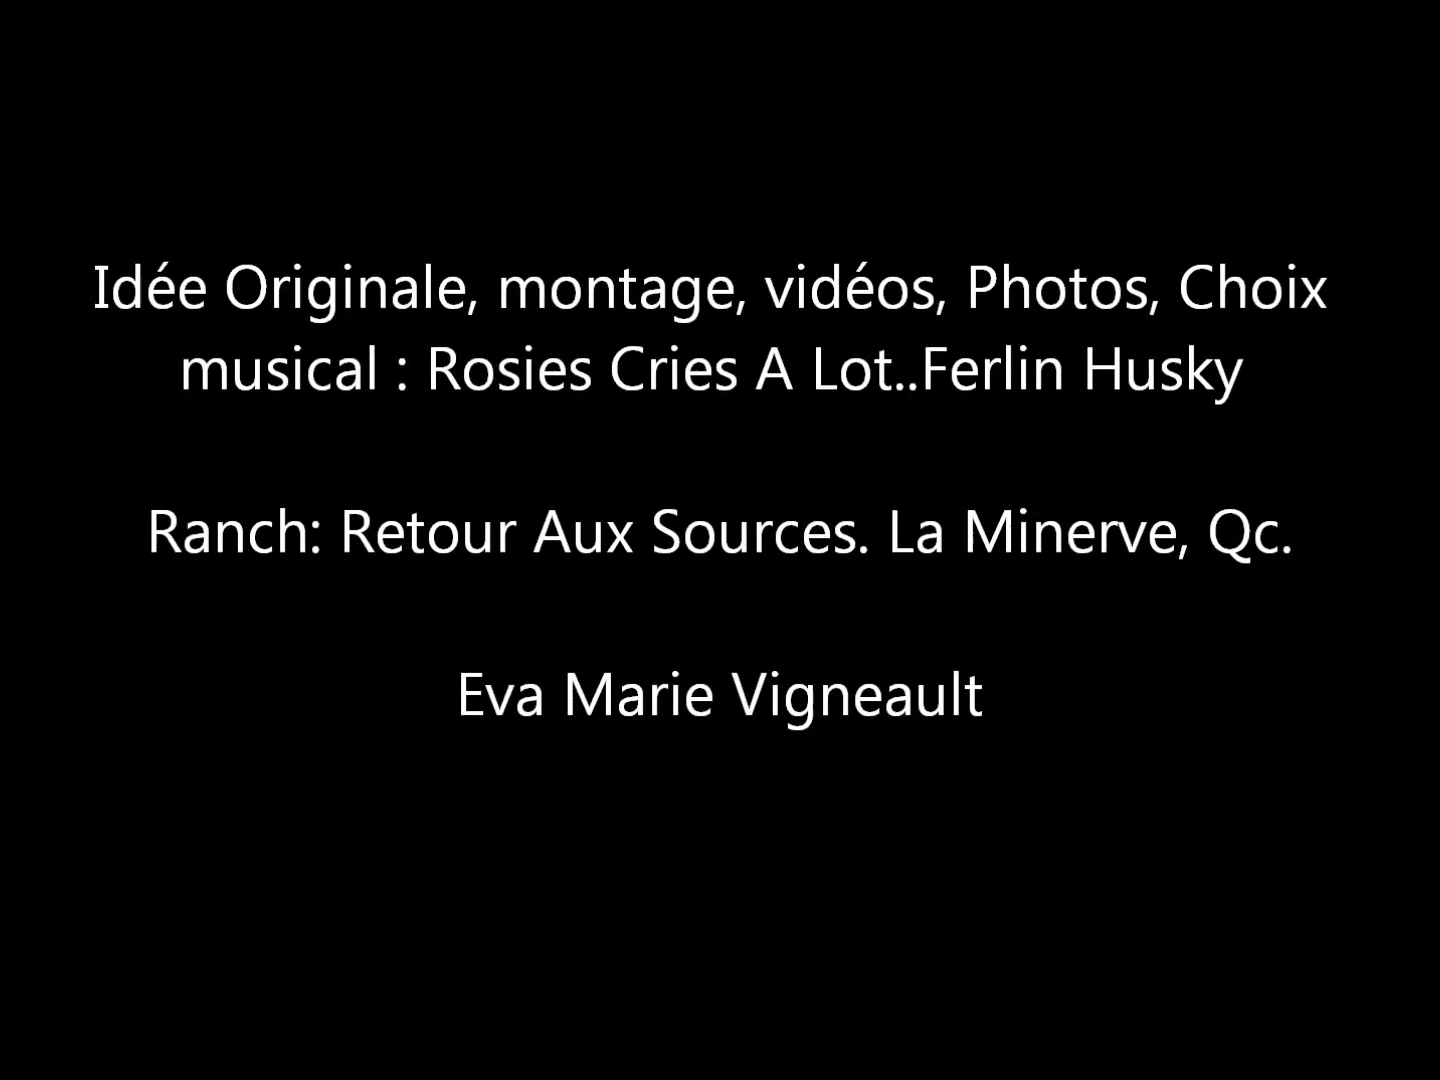 Idée Originale, montage, vidéos, Photos, Choix
musical : Rosies Cries A Lot..Ferlin Husky
Ranch: Retour Aux Sources. La Minerve, Qc.
Eva Marie Vigneault